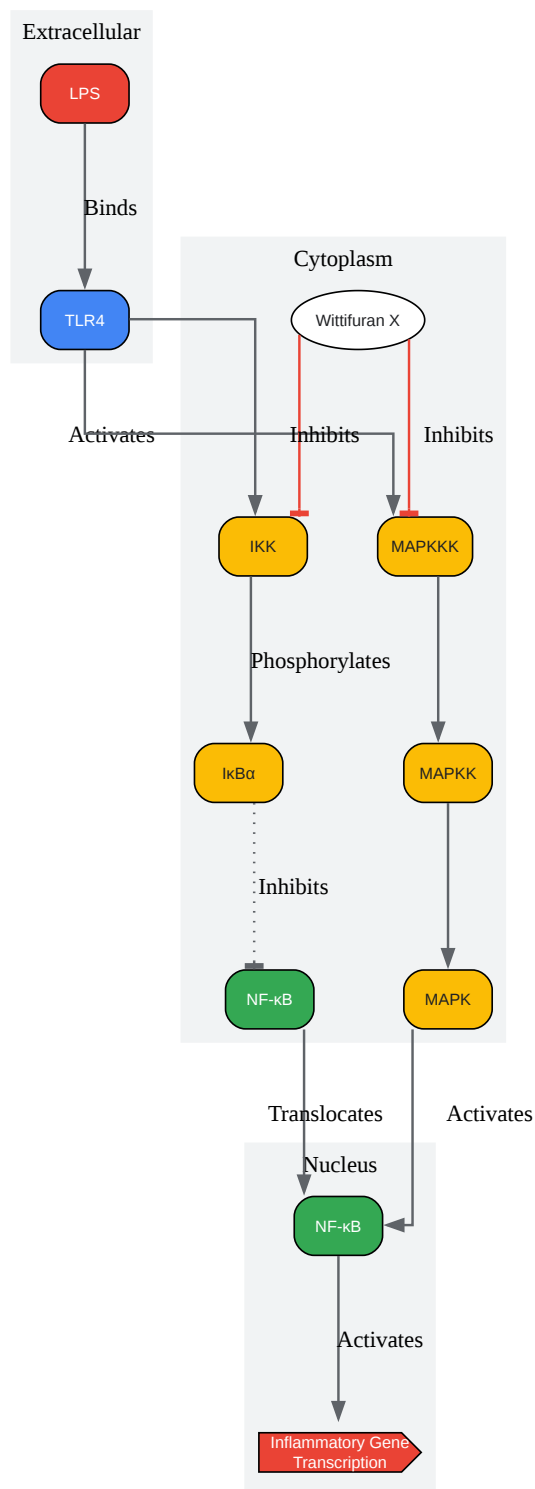 Extracellular
LPS
Binds
Cytoplasm
TLR4
Wittifuran X
Activates
Inhibits
Inhibits
IKK
MAPKKK
Phosphorylates
IκBα
MAPKK
Inhibits
NF-κB
MAPK
Translocates
Activates
Nucleus
NF-κB
Activates
Inflammatory Gene
Transcription